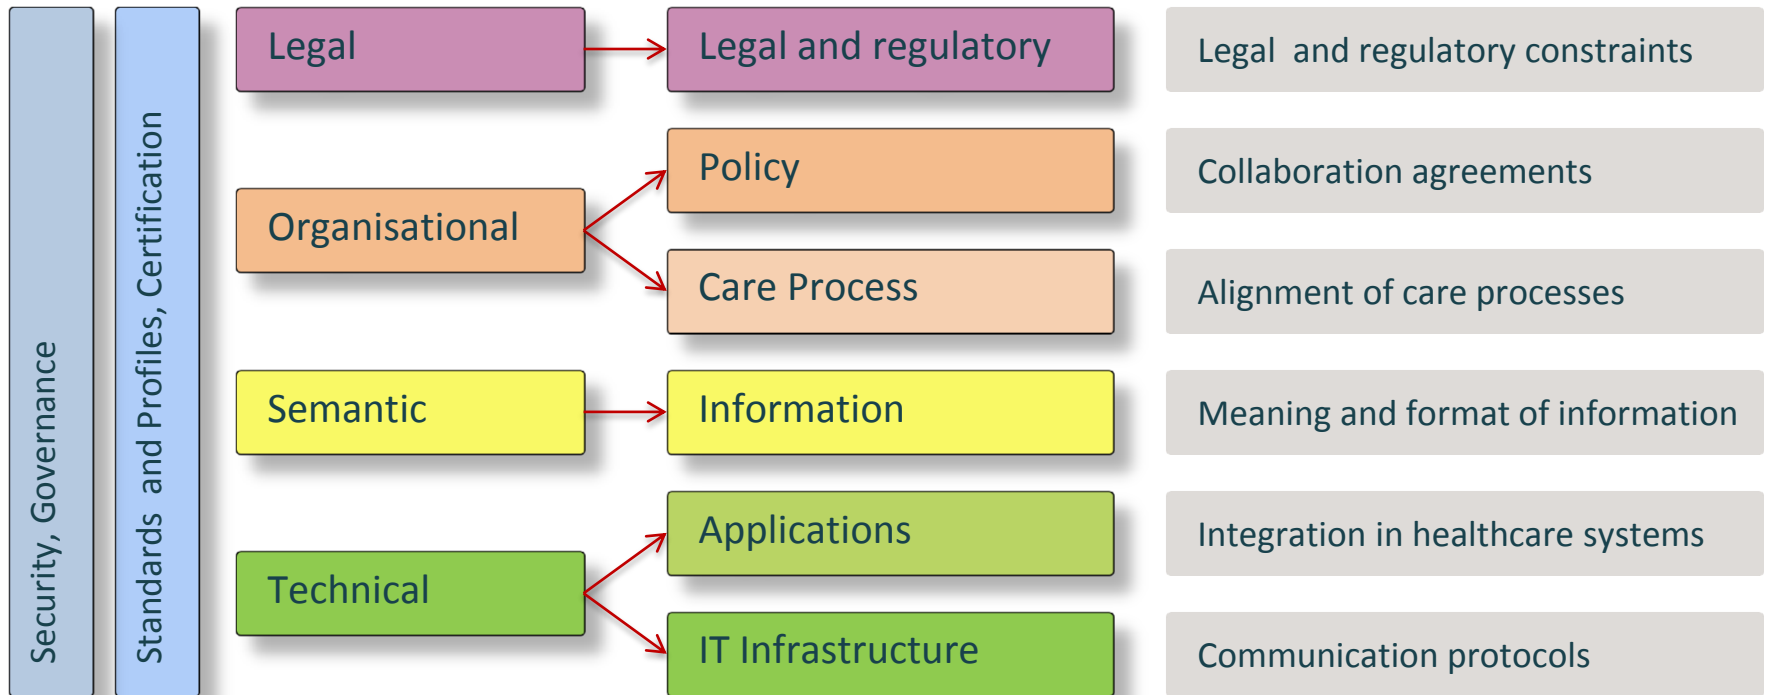 Security, Governance
Standards and Profiles, Certification
Legal
Legal and regulatory
Legal and regulatory constraints
Organisational
Policy
Collaboration agreements
Care Process
Alignment of care processes
Semantic
Information
Meaning and format of information
Technical
Applications
Integration in healthcare systems
IT Infrastructure
Communication protocols